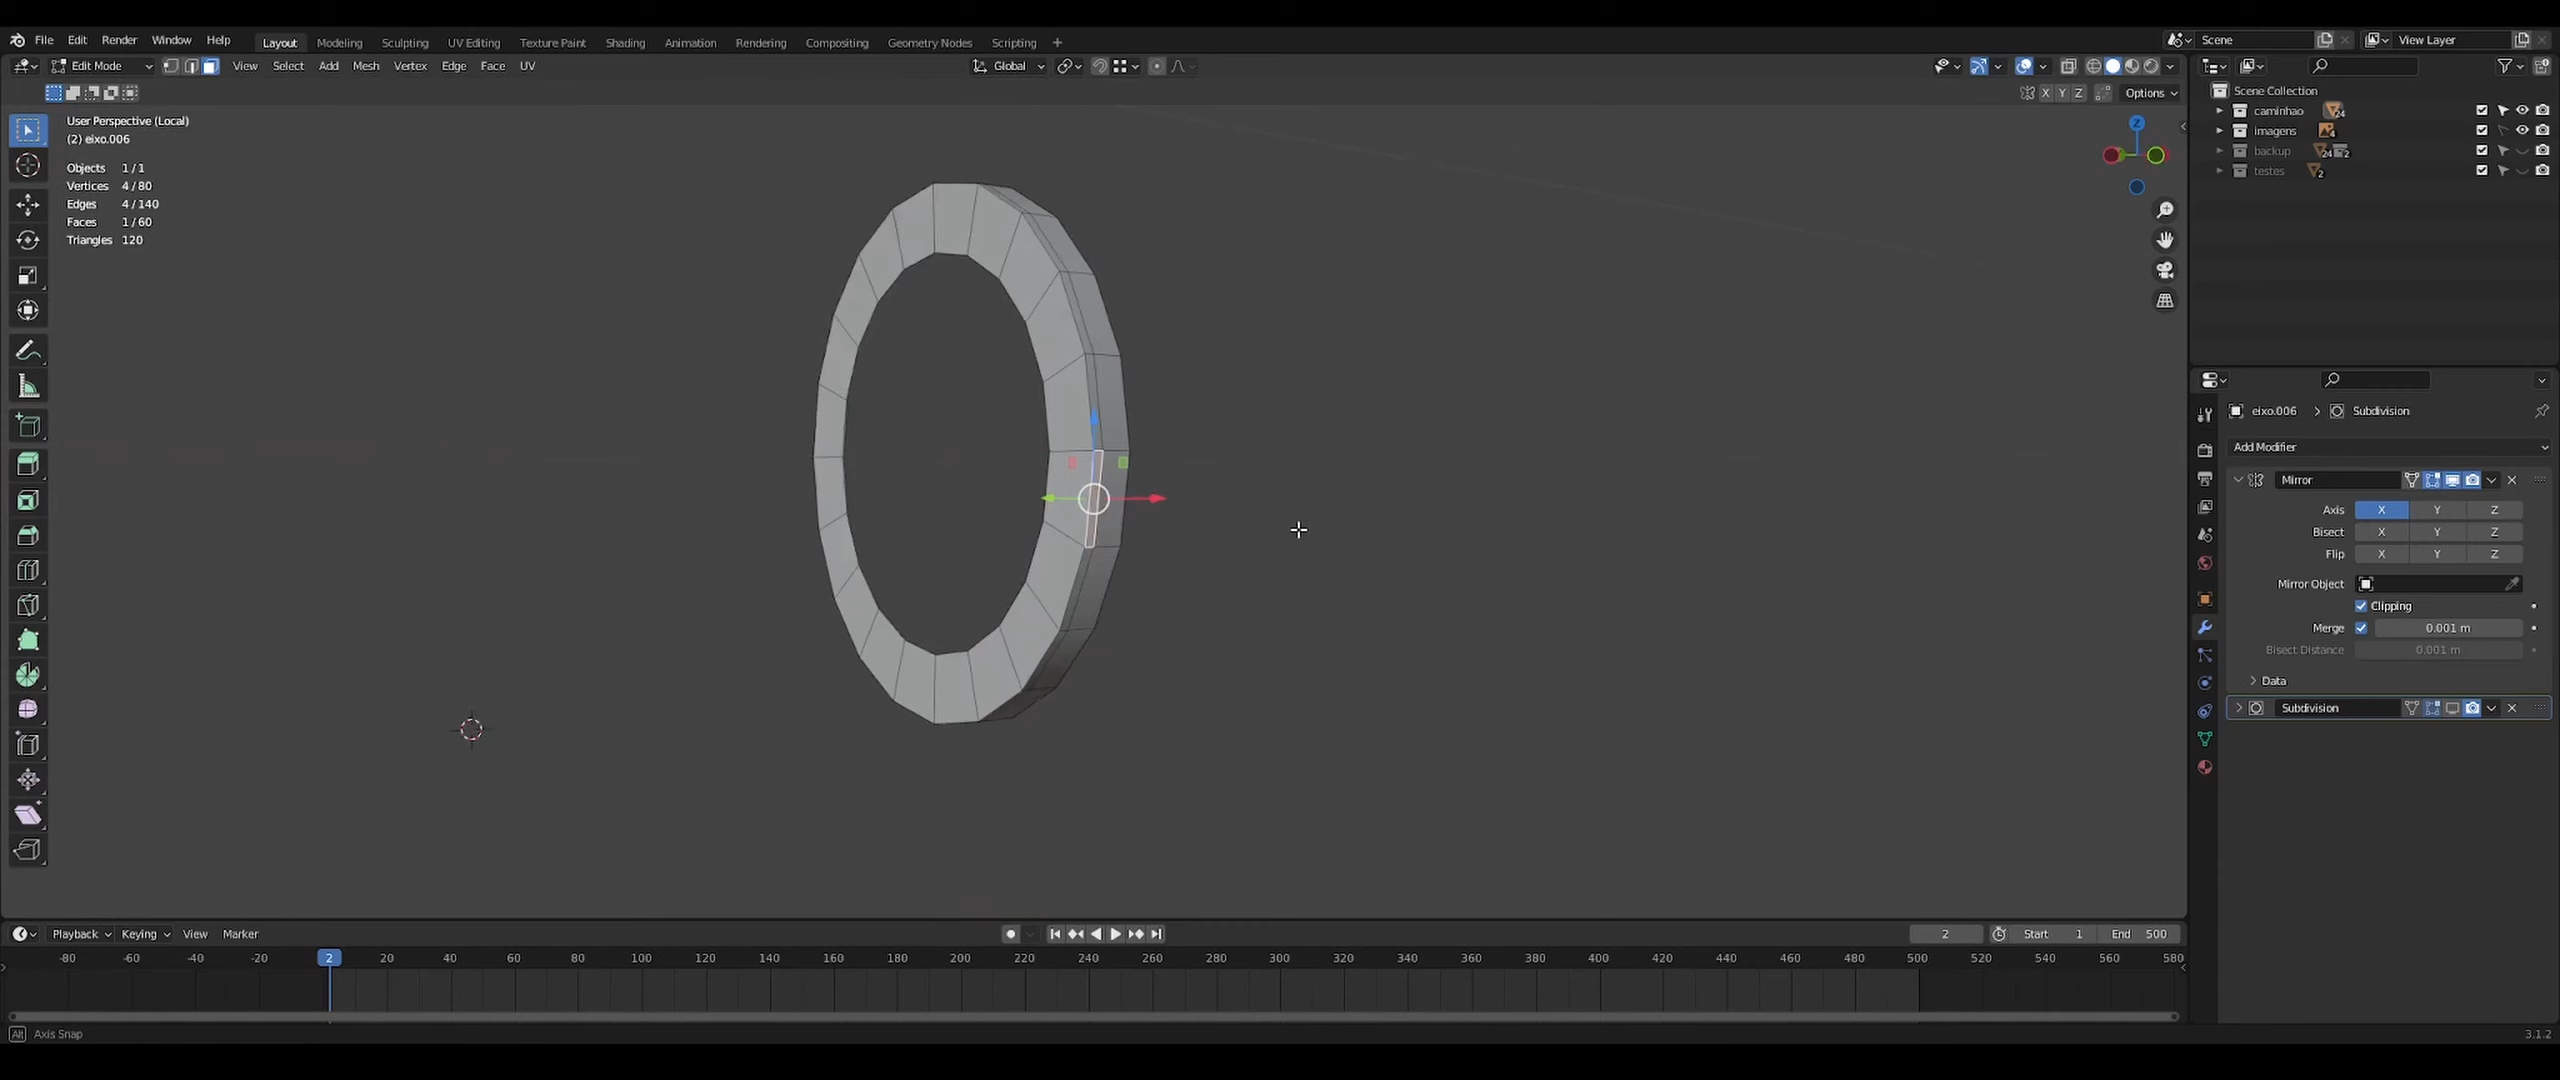 File Edit Render Window Help Layout Modeling Sculpting UV Editing Texture Paint Shading Animation Rendering Compositing Geometry Nodes Scripting +
Scene View Layer
Edit Mode View Select Add Mesh Vertex Edge Face UV
Global
X Y Z Options
User Perspective (Local)
(2) eixo.006
Objects 1/1
Vertices 4/80
Edges 4/140
Faces 1/60
Triangles 120
Z
Scene Collection
caminhao 24
imagens 4
backup 24 2
testes 2
eixo.006 > Subdivision
Add Modifier
Mirror
Axis X Y Z
Bisect X Y Z
Flip X Y Z
Mirror Object
Clipping
Merge 0.001 m
Bisect Distance 0.001 m
Data
Subdivision
Playback Keying View Marker
2 Start 1 End 500
-80 -60 -40 -20 2 20 40 60 80 100 120 140 160 180 200 220 240 260 280 300 320 340 360 380 400 420 440 460 480 500 520 540 560 580
Alt Axis Snap
3.1.2